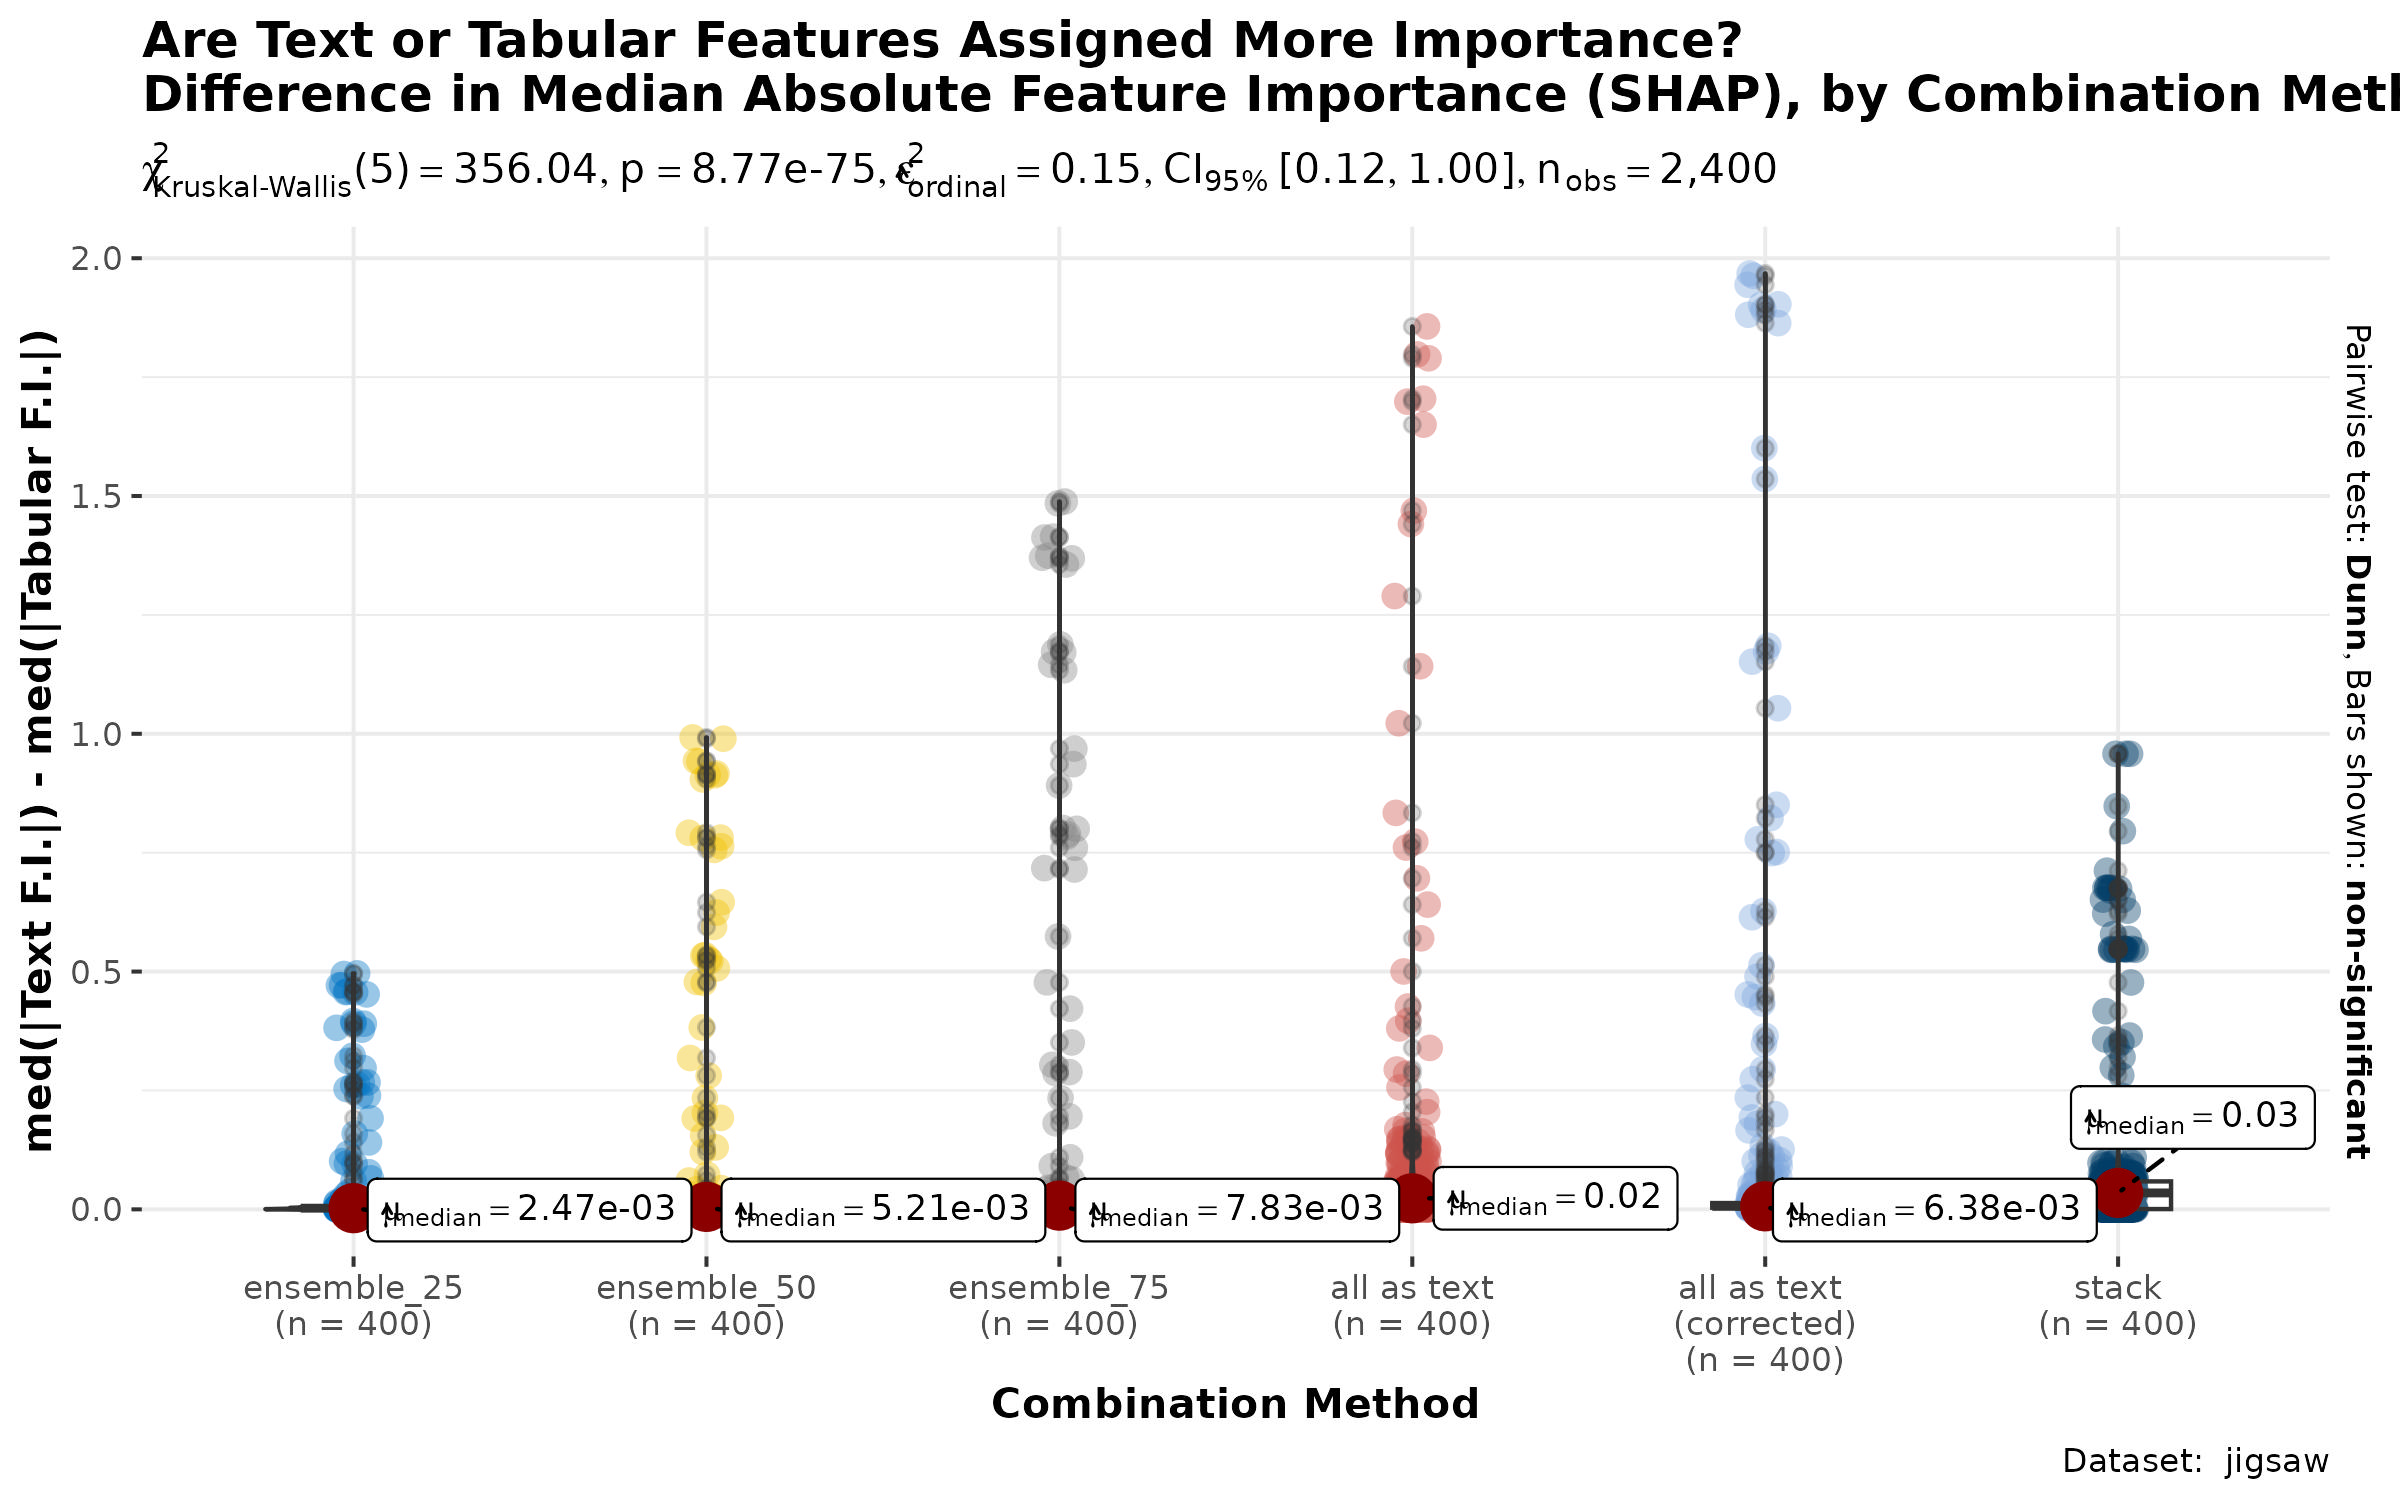 Are Text or Tabular Features Assigned More Importance?
Difference in Median Absolute Feature Importance (SHAP), by Combination Meth
χ²Kruskal-Wallis(5) = 356.04, p = 8.77e-75, ε̂²ordinal = 0.15, CI95% [0.12, 1.00], nobs = 2,400
med(|Text F.I.|) - med(|Tabular F.I.|)
2.0
1.5
1.0
0.5
0.0
μ̂median = 2.47e-03
μ̂median = 5.21e-03
μ̂median = 7.83e-03
μ̂median = 0.02
μ̂median = 6.38e-03
μ̂median = 0.03
Pairwise test: Dunn, Bars shown: non-significant
ensemble_25
(n = 400)
ensemble_50
(n = 400)
ensemble_75
(n = 400)
all as text
(n = 400)
all as text
(corrected)
(n = 400)
stack
(n = 400)
Combination Method
Dataset: jigsaw